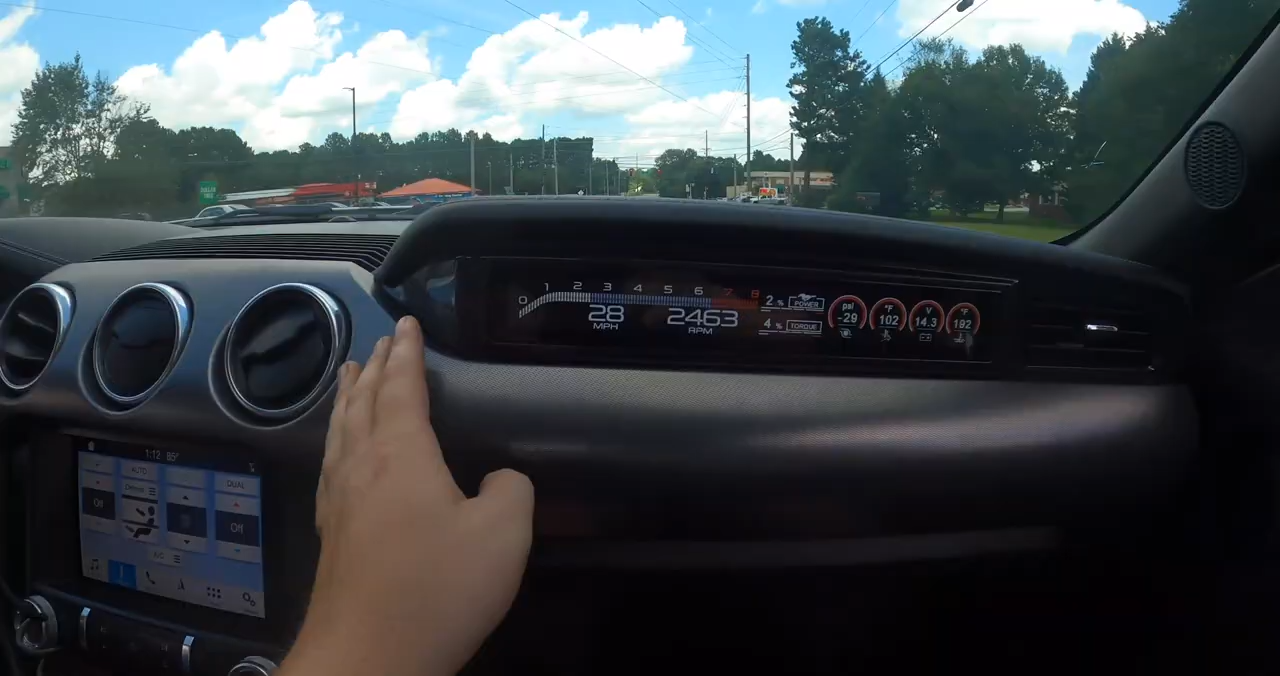 0 1 2 3 4 5 6 7 8
28
MPH
2463
RPM
2 % POWER
4 % TORQUE
psi
-29
°F
102
V
14.3
°F
192
1:12 85°
AUTO
DUAL
Off
Off
A/C